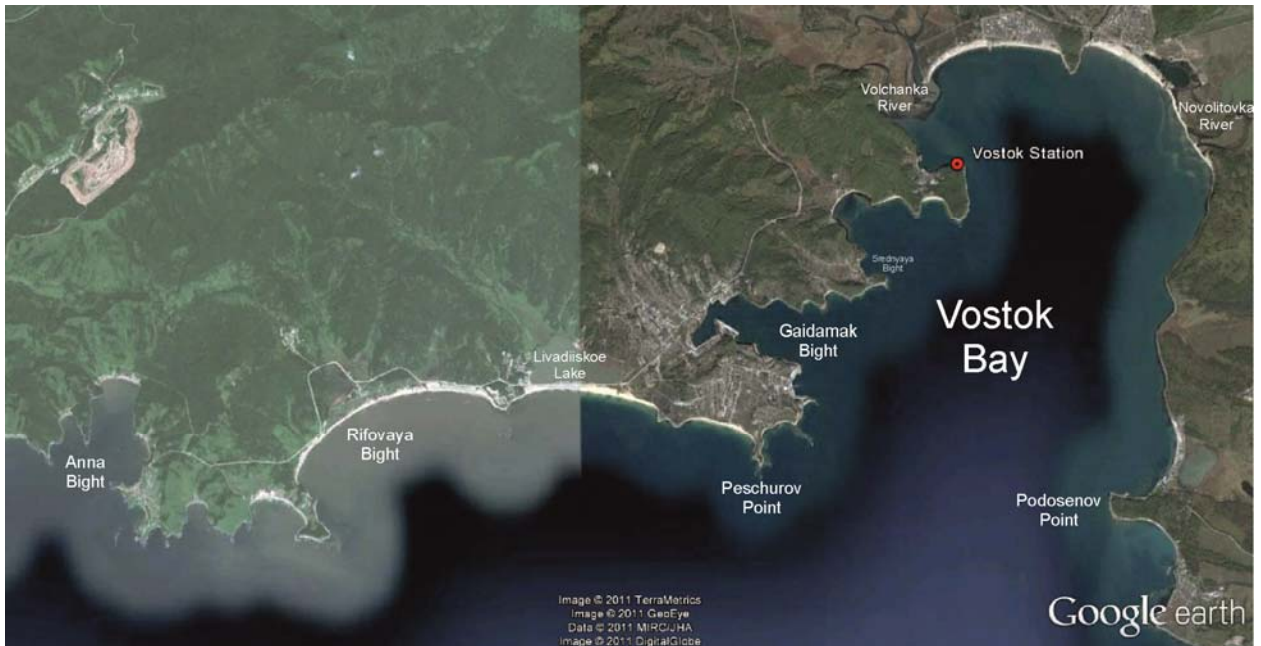 Volchanka
River
Novolitovka
River
Vostok Station
Srednyaya
Bight
Vostok
Bay
Gaidamak
Bight
Livadiiskoe
Lake
Rifovaya
Bight
Anna
Bight
Peschurov
Point
Podosenov
Point
Image © 2011 TerraMetrics
Image © 2011 GeoEye
Data © 2011 MIRC/JHA
Image © 2011 DigitalGlobe
Google earth